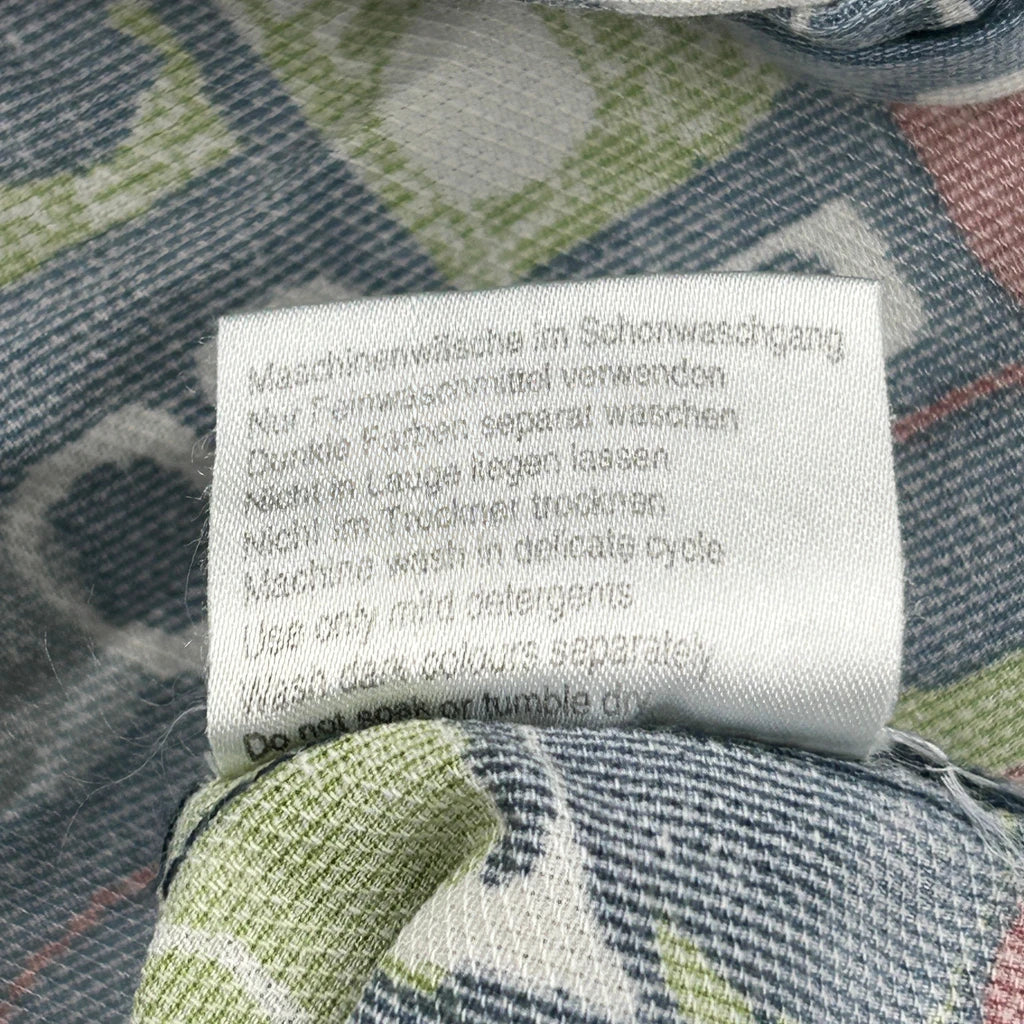 Maschinenwäsche im Schonwaschgang
Nur Feinwaschmittel verwenden
Dunkle Farben separat waschen
Nicht in Lauge liegen lassen
Nicht im Trockner trocknen
Machine wash in delicate cycle
Use only mild detergents
Wash dark colours separately
Do not soak or tumble dr